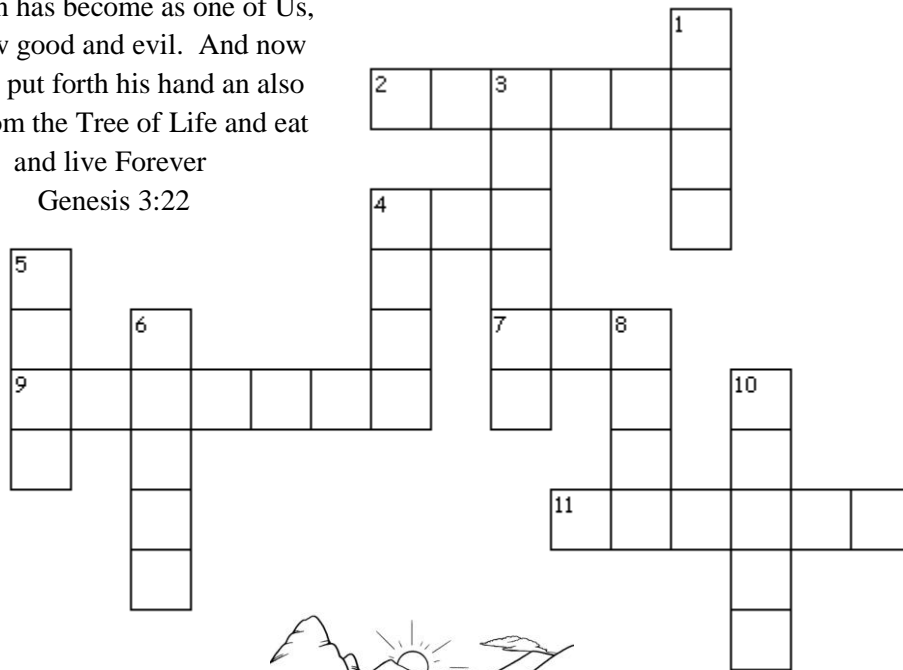 has become as one of Us,
good and evil. And now
put forth his hand an also
the Tree of Life and eat
and live Forever
Genesis 3:22
1
2
3
4
5
6
7
8
9
10
11